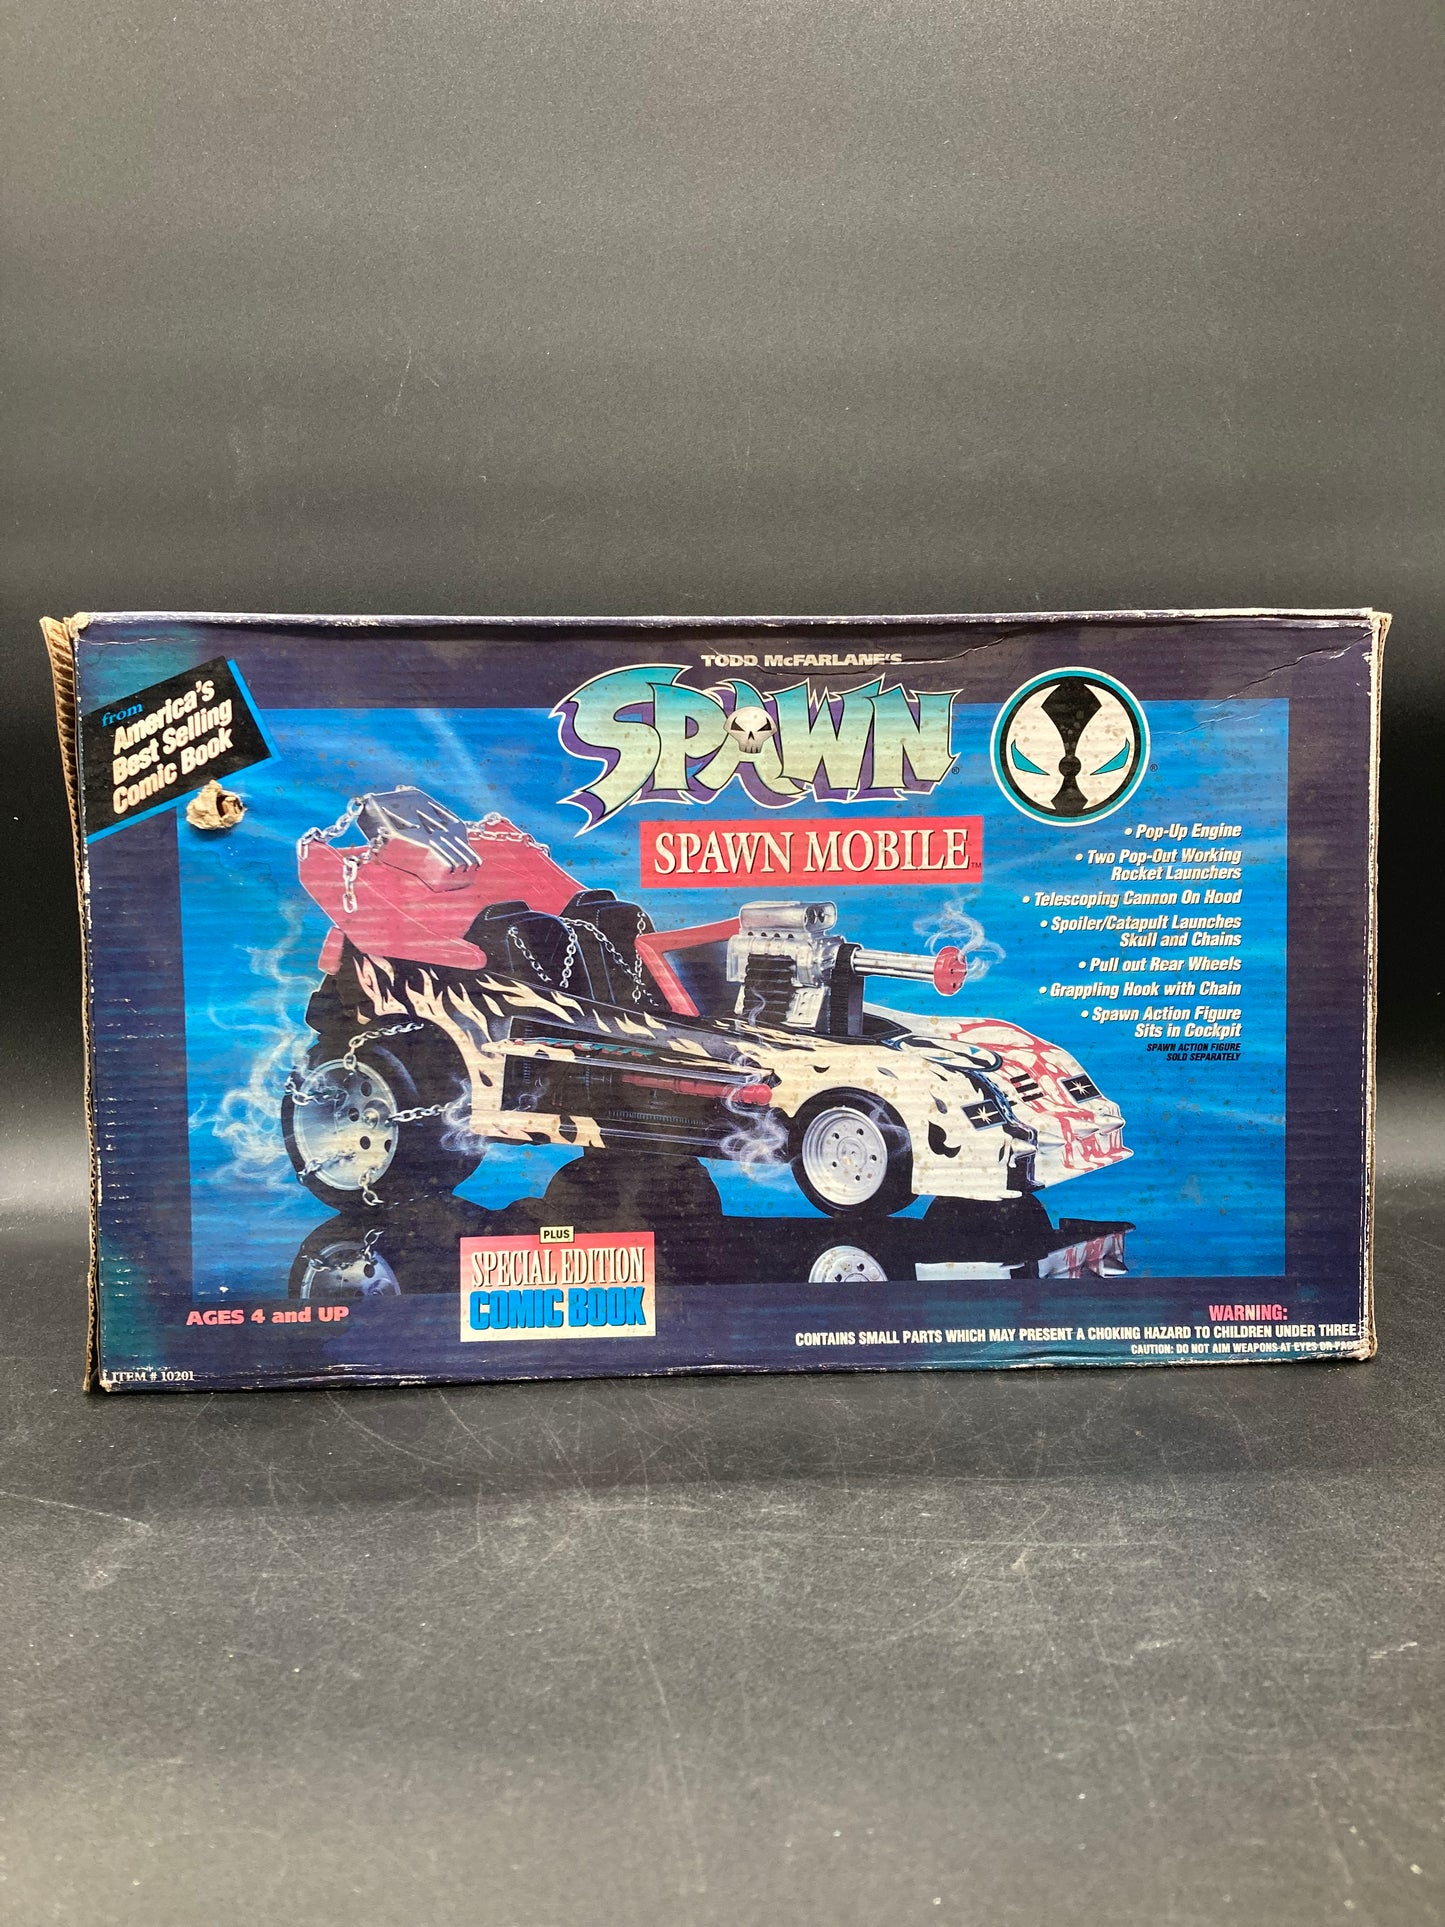 from
America's
Best Selling
Comic Book
TODD McFARLANE'S
SPAWN®
®
SPAWN MOBILE™
• Pop-Up Engine
• Two Pop-Out Working
Rocket Launchers
• Telescoping Cannon On Hood
• Spoiler/Catapult Launches
Skull and Chains
• Pull out Rear Wheels
• Grappling Hook with Chain
• Spawn Action Figure
Sits in Cockpit
SPAWN ACTION FIGURE
SOLD SEPARATELY
PLUS
SPECIAL EDITION
COMIC BOOK
AGES 4 and UP
WARNING:
CONTAINS SMALL PARTS WHICH MAY PRESENT A CHOKING HAZARD TO CHILDREN UNDER THREE
CAUTION: DO NOT AIM WEAPONS AT EYES OR FACE
ITEM # 10201